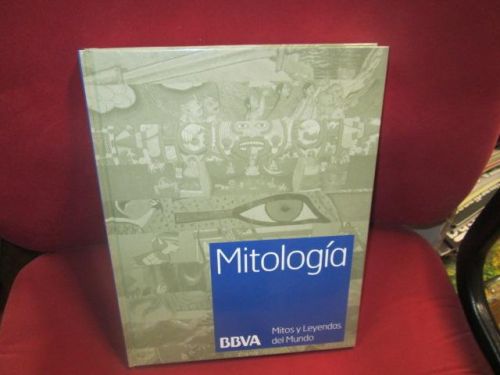 Mitología
BBVA
Mitos y Leyendas
del Mundo